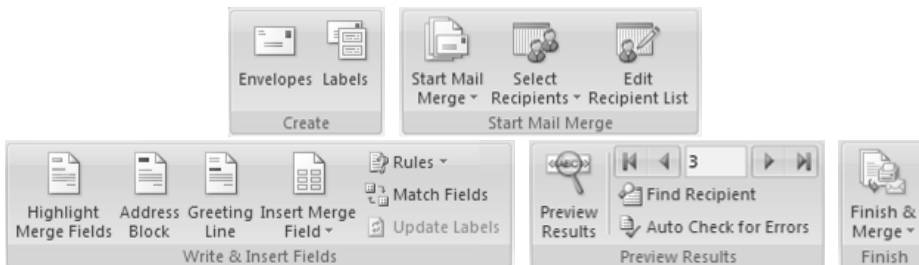 Envelopes Labels
Create
Start Mail Merge
Select Recipients
Edit Recipient List
Start Mail Merge
Highlight Merge Fields
Address Block
Greeting Line
Insert Merge Field
Rules
Match Fields
Update Labels
Write & Insert Fields
«ABC»
Preview Results
3
Find Recipient
Auto Check for Errors
Preview Results
Finish & Merge
Finish